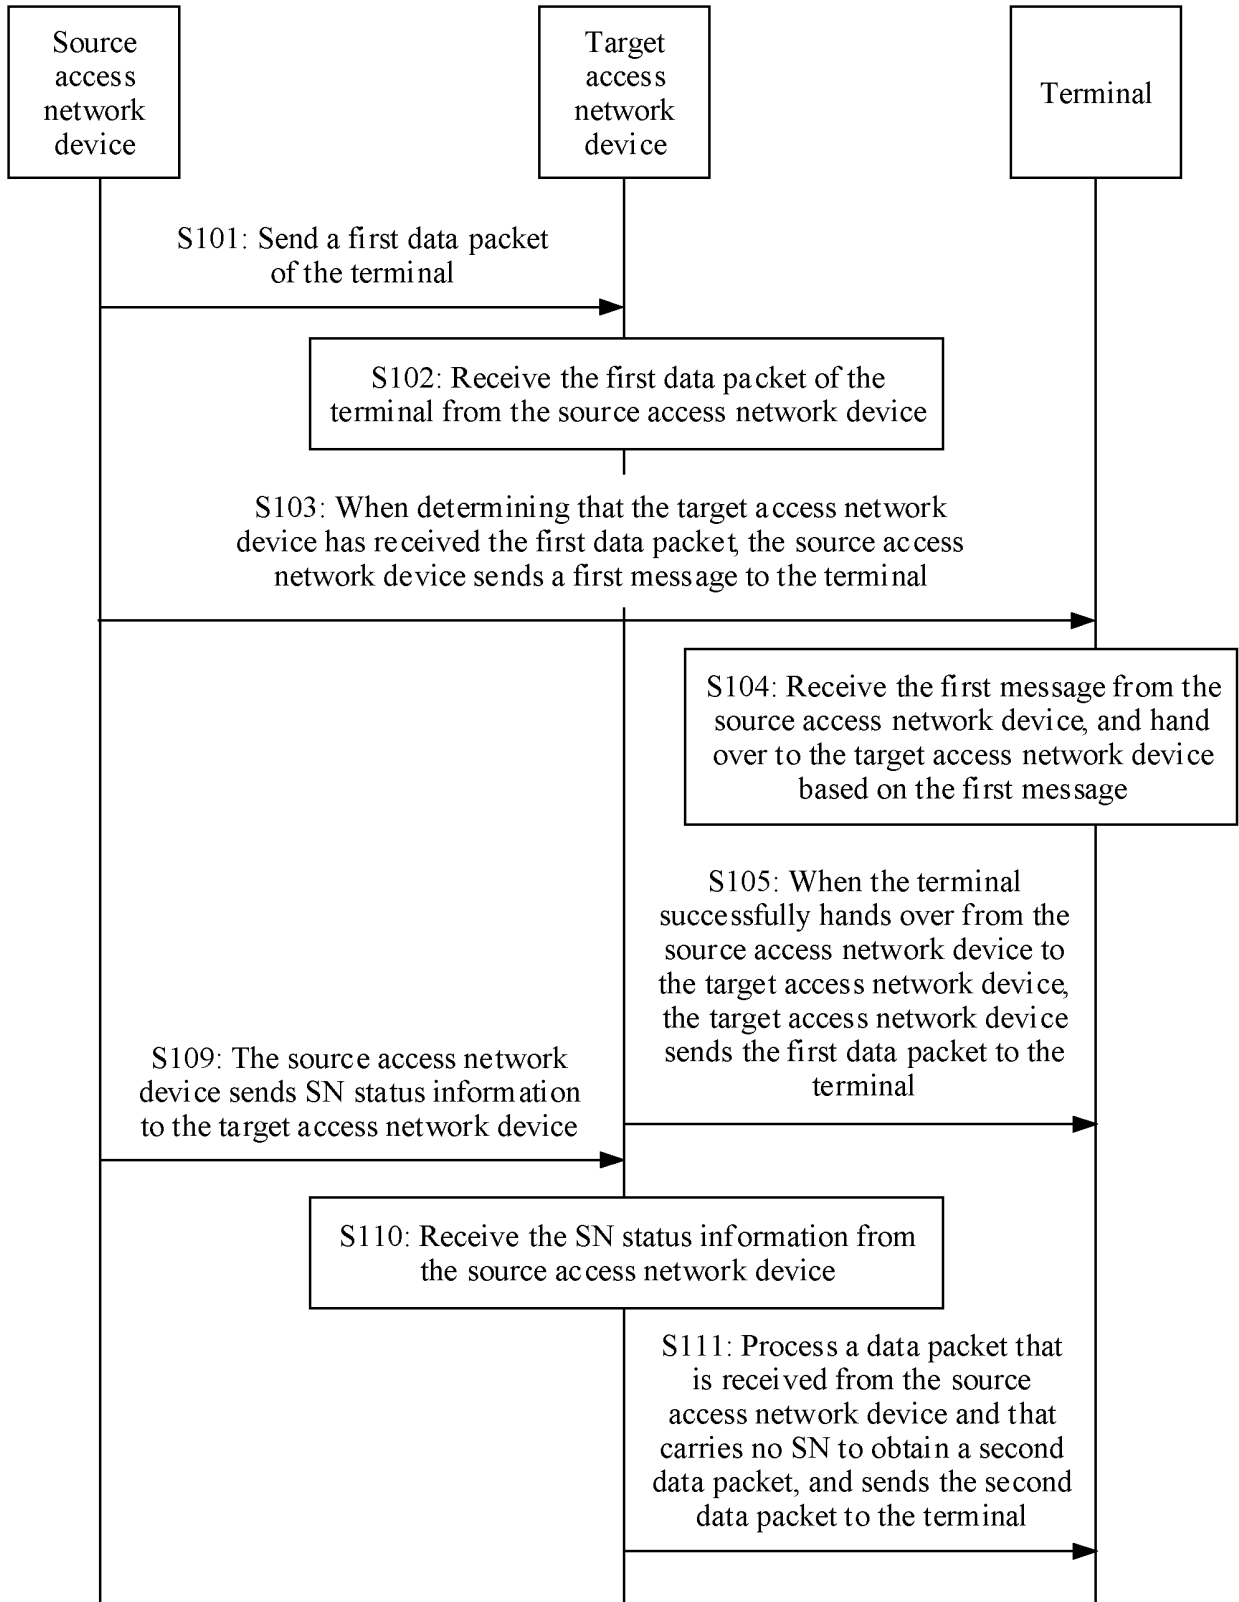 Source
access
network
device
Target
access
network
device
Terminal
S101: Send a first data packet
of the terminal
S102: Receive the first data packet of the
terminal from the source access network device
S103: When determining that the target access network
device has received the first data packet, the source access
network device sends a first message to the terminal
S104: Receive the first message from the
source access network device, and hand
over to the target access network device
based on the first message
S105: When the terminal
successfully hands over from the
source access network device to
the target access network device,
the target access network device
sends the first data packet to the
terminal
S109: The source access network
device sends SN status information
to the target access network device
S110: Receive the SN status information from
the source access network device
S111: Process a data packet that
is received from the source
access network device and that
carries no SN to obtain a second
data packet, and sends the second
data packet to the terminal